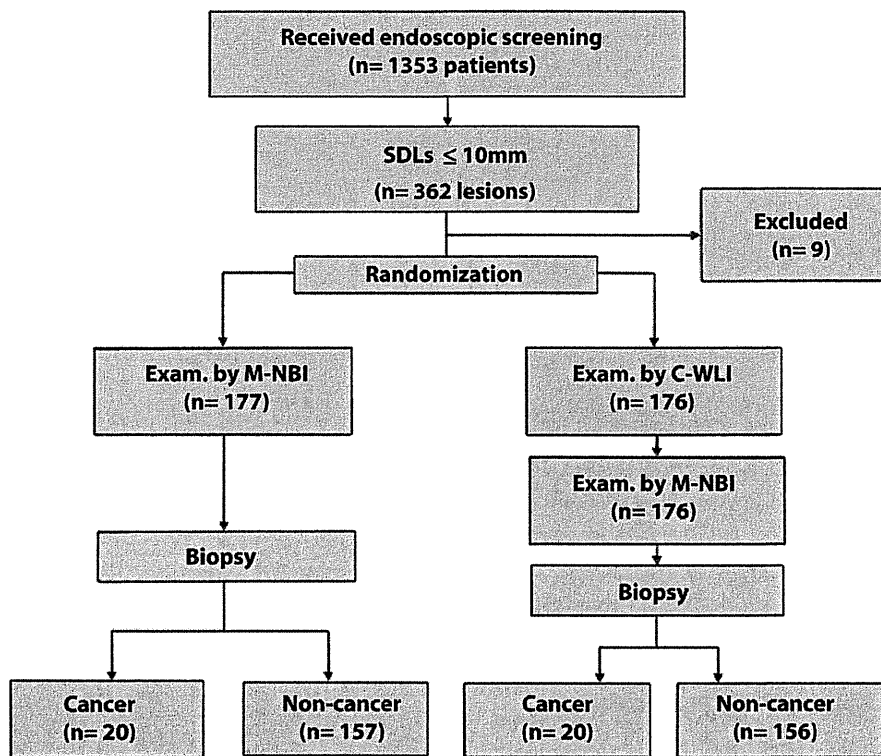 Received endoscopic screening
(n= 1353 patients)
SDLs ≤ 10mm
(n= 362 lesions)
Excluded
(n= 9)
Randomization
Exam. by M-NBI
(n= 177)
Exam. by C-WLI
(n= 176)
Exam. by M-NBI
(n= 176)
Biopsy
Biopsy
Cancer
(n= 20)
Non-cancer
(n= 157)
Cancer
(n= 20)
Non-cancer
(n= 156)